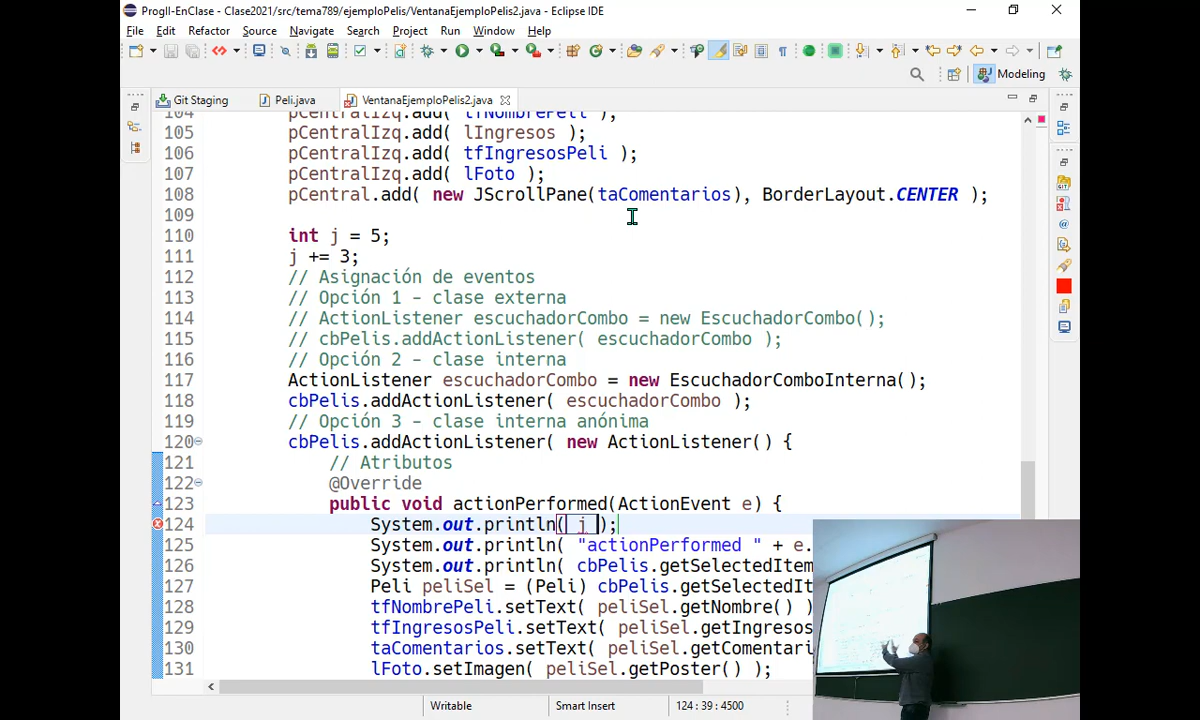 ProgII-EnClase - Clase2021/src/tema789/ejemploPelis/VentanaEjemploPelis2.java - Eclipse IDE
File Edit Refactor Source Navigate Search Project Run Window Help
Modeling
Git Staging Peli.java VentanaEjemploPelis2.java
104 pCentralIzq.add( tfNombrePeli );
105 pCentralIzq.add( lIngresos );
106 pCentralIzq.add( tfIngresosPeli );
107 pCentralIzq.add( lFoto );
108 pCentral.add( new JScrollPane(taComentarios), BorderLayout.CENTER );
109
110 int j = 5;
111 j += 3;
112 // Asignación de eventos
113 // Opción 1 - clase externa
114 // ActionListener escuchadorCombo = new EscuchadorCombo();
115 // cbPelis.addActionListener( escuchadorCombo );
116 // Opción 2 - clase interna
117 ActionListener escuchadorCombo = new EscuchadorComboInterna();
118 cbPelis.addActionListener( escuchadorCombo );
119 // Opción 3 - clase interna anónima
120 cbPelis.addActionListener( new ActionListener() {
121 // Atributos
122 @Override
123 public void actionPerformed(ActionEvent e) {
124 System.out.println( j );
125 System.out.println( "actionPerformed " + e.
126 System.out.println( cbPelis.getSelectedItem
127 Peli peliSel = (Peli) cbPelis.getSelectedIt
128 tfNombrePeli.setText( peliSel.getNombre() )
129 tfIngresosPeli.setText( peliSel.getIngresos
130 taComentarios.setText( peliSel.getComentari
131 lFoto.setImagen( peliSel.getPoster() );
Writable Smart Insert 124 : 39 : 4500